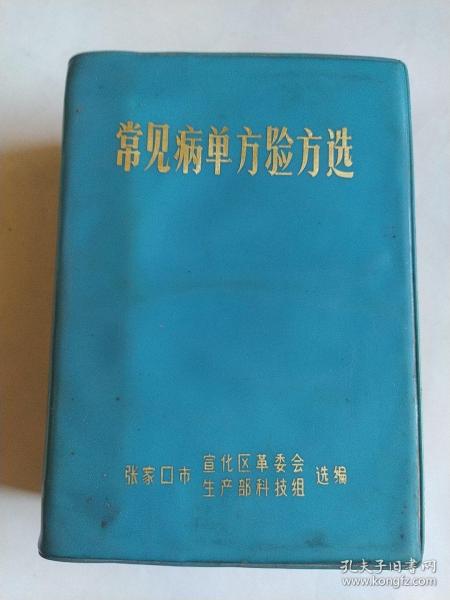 常见病单方验方选
张家口市 宣化区革委会 选编
生产部科技组
孔夫子旧书网
www.kongfz.com